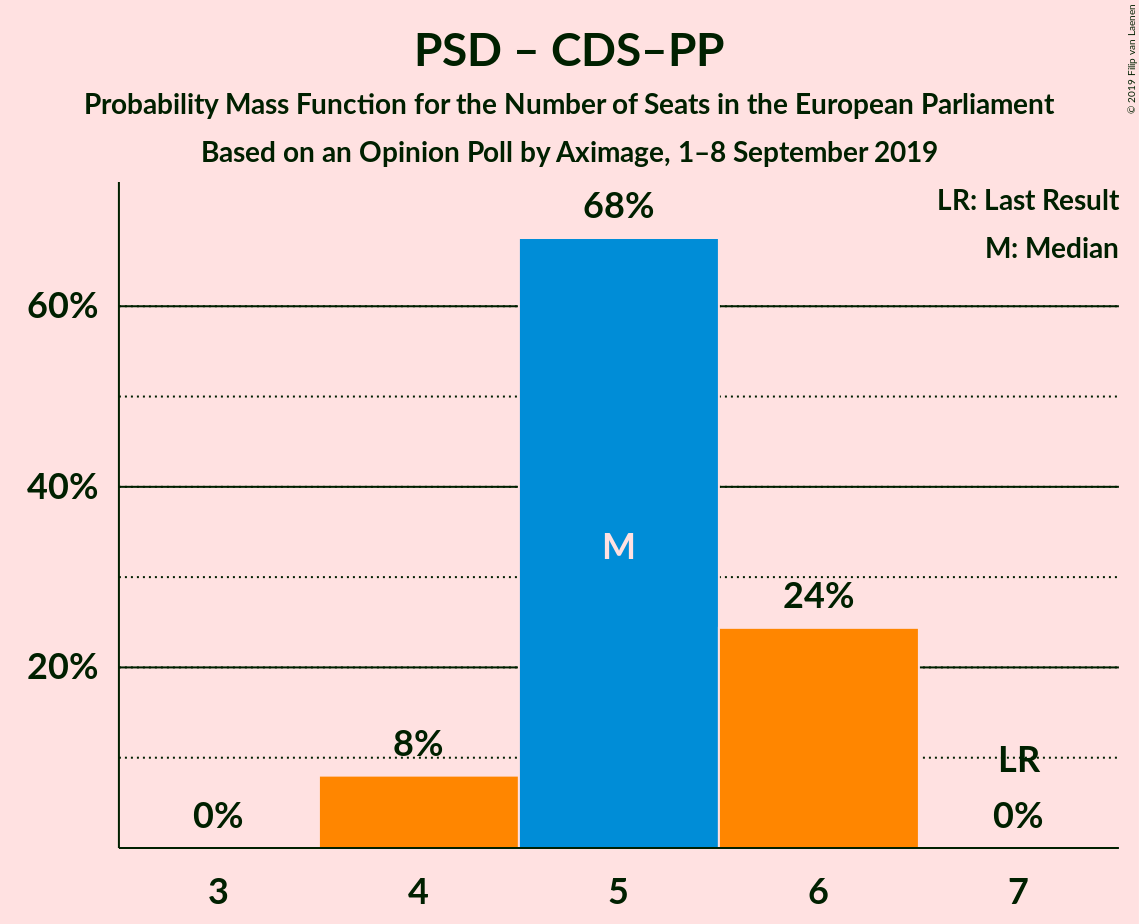 PSD – CDS–PP
Probability Mass Function for the Number of Seats in the European Parliament
Based on an Opinion Poll by Aximage, 1–8 September 2019
© 2019 Filip van Laenen
LR: Last Result
M: Median
68%
60%
40%
20%
M
24%
8%
LR
0%
0%
3 4 5 6 7